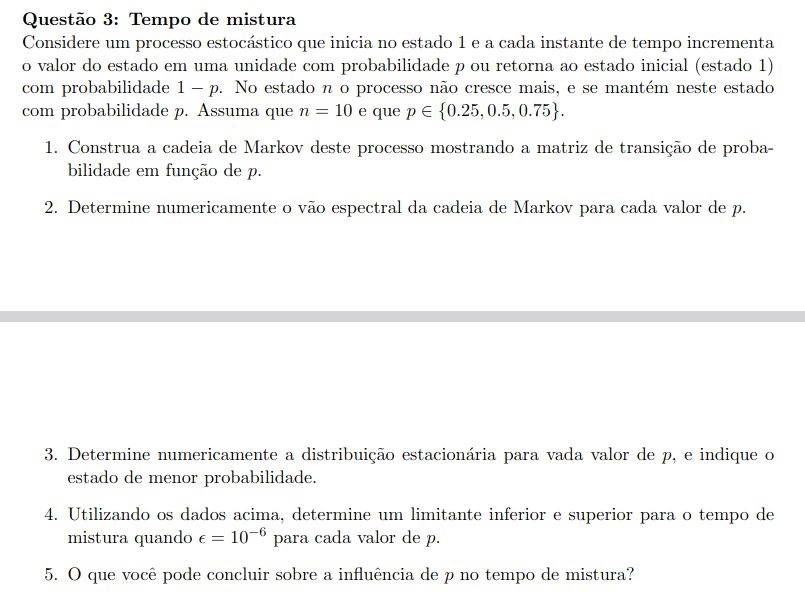 Questão 3: Tempo de mistura
Considere um processo estocástico que inicia no estado 1 e a cada instante de tempo incrementa
o valor do estado em uma unidade com probabilidade p ou retorna ao estado inicial (estado 1)
com probabilidade 1 − p. No estado n o processo não cresce mais, e se mantém neste estado
com probabilidade p. Assuma que n = 10 e que p ∈ {0.25, 0.5, 0.75}.
1. Construa a cadeia de Markov deste processo mostrando a matriz de transição de proba-
bilidade em função de p.
2. Determine numericamente o vão espectral da cadeia de Markov para cada valor de p.
3. Determine numericamente a distribuição estacionária para vada valor de p, e indique o
estado de menor probabilidade.
4. Utilizando os dados acima, determine um limitante inferior e superior para o tempo de
mistura quando ϵ = 10⁻⁶ para cada valor de p.
5. O que você pode concluir sobre a influência de p no tempo de mistura?